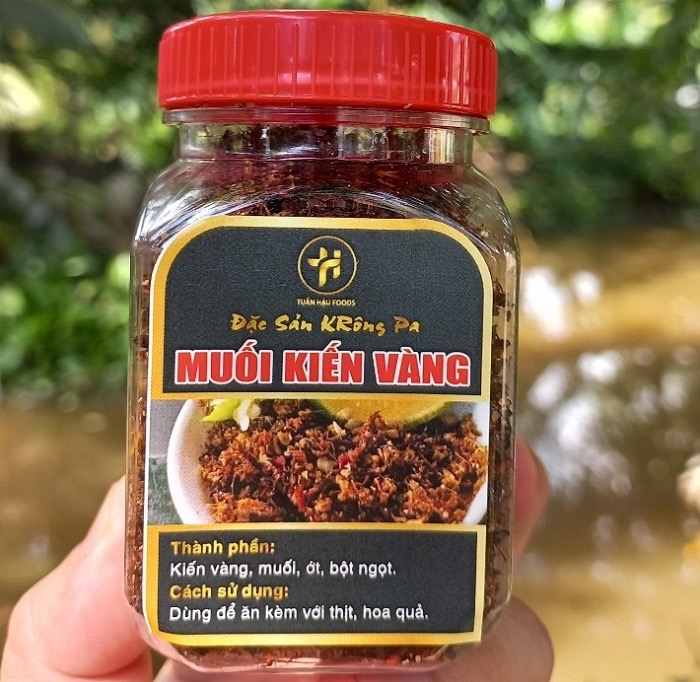 TUẤN HẬU FOODS
Đặc Sản KRông Pa
MUỐI KIẾN VÀNG
Thành phần:
Kiến vàng, muối, ớt, bột ngọt.
Cách sử dụng:
Dùng để ăn kèm với thịt, hoa quả.